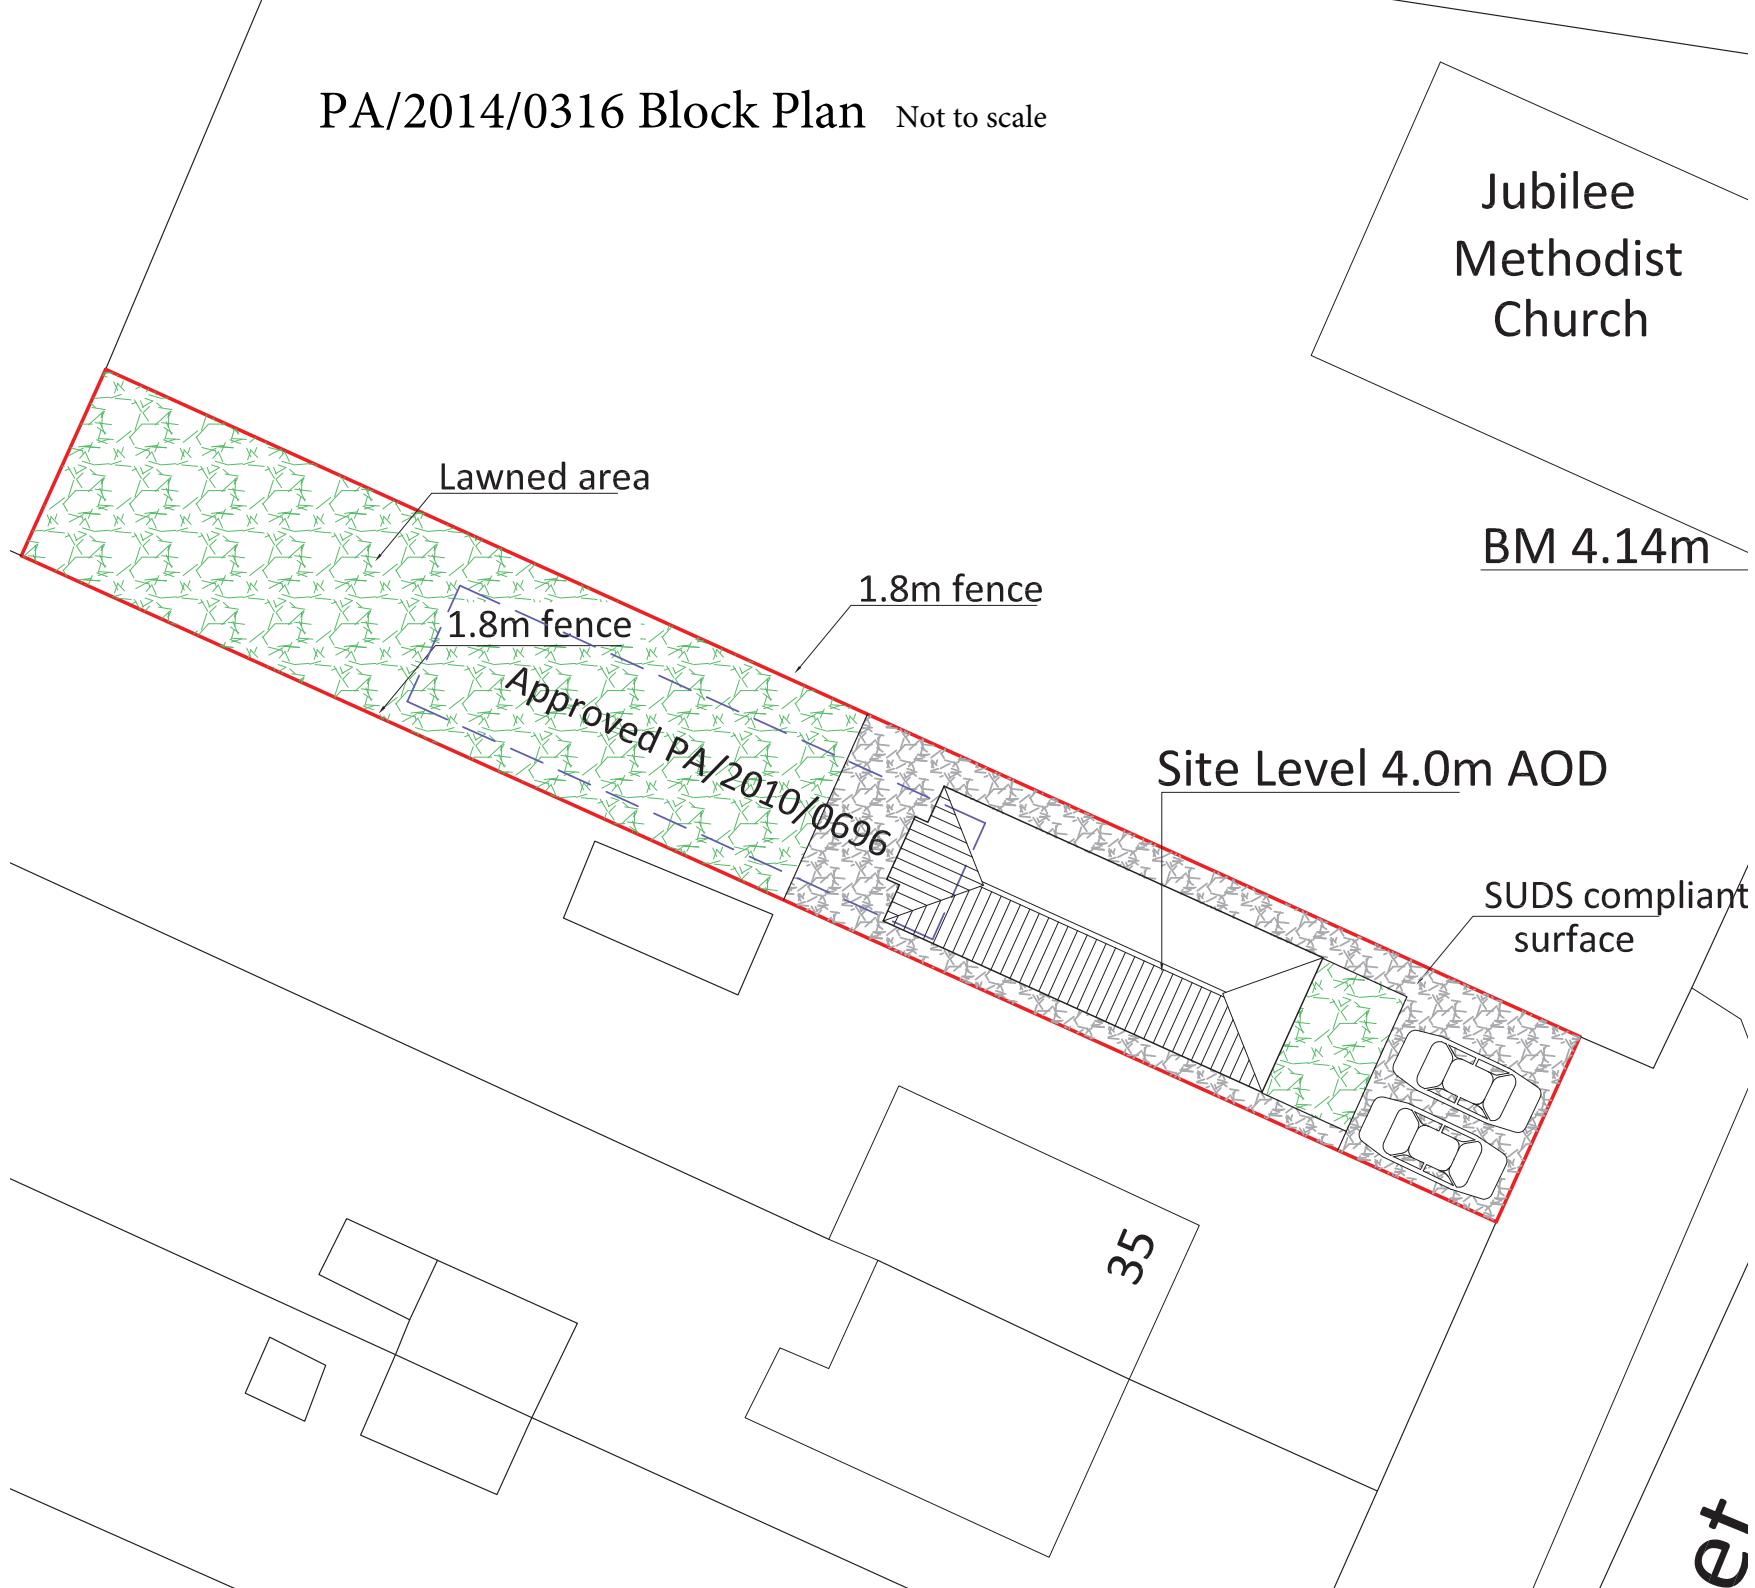 PA/2014/0316 Block Plan Not to scale
Jubilee
Methodist
Church
Lawned area
BM 4.14m
1.8m fence
1.8m fence
Approved PA/2010/0696
Site Level 4.0m AOD
SUDS compliant
surface
35
et